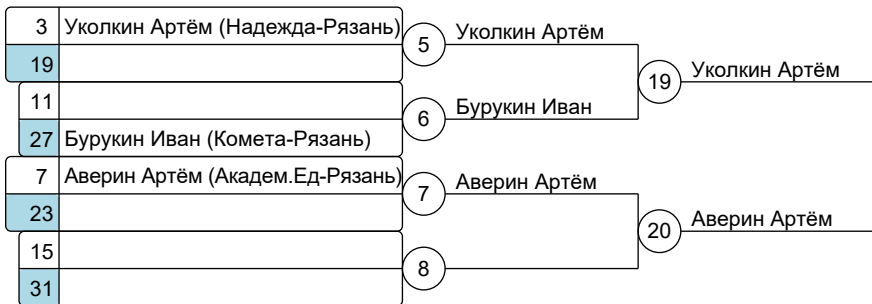 3 Уколкин Артём (Надежда-Рязань)
5 Уколкин Артём
19
19 Уколкин Артём
11
6 Бурукин Иван
27 Бурукин Иван (Комета-Рязань)
7 Аверин Артём (Академ.Ед-Рязань)
7 Аверин Артём
23
20 Аверин Артём
15
8
31